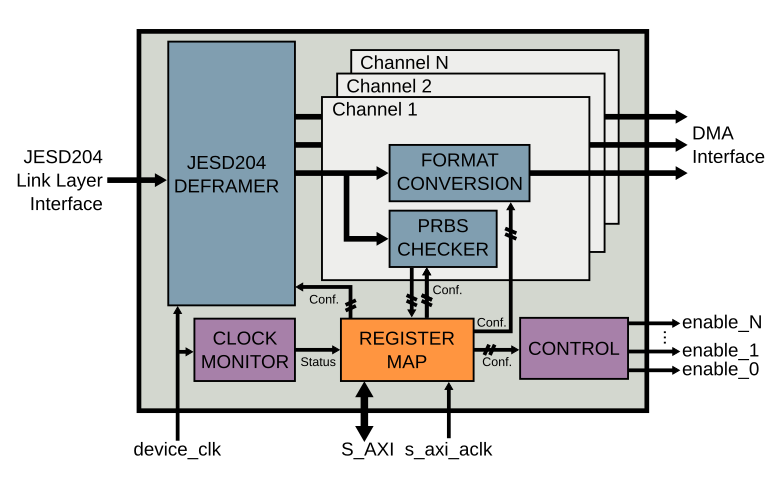 Channel N
Channel 2
Channel 1
JESD204
Link Layer
Interface
JESD204
DEFRAMER
FORMAT
CONVERSION
DMA
Interface
PRBS
CHECKER
Conf.
Conf.
Conf.
CLOCK
MONITOR
Status
REGISTER
MAP
Conf.
CONTROL
enable_N
⋮
enable_1
enable_0
device_clk
S_AXI
s_axi_aclk